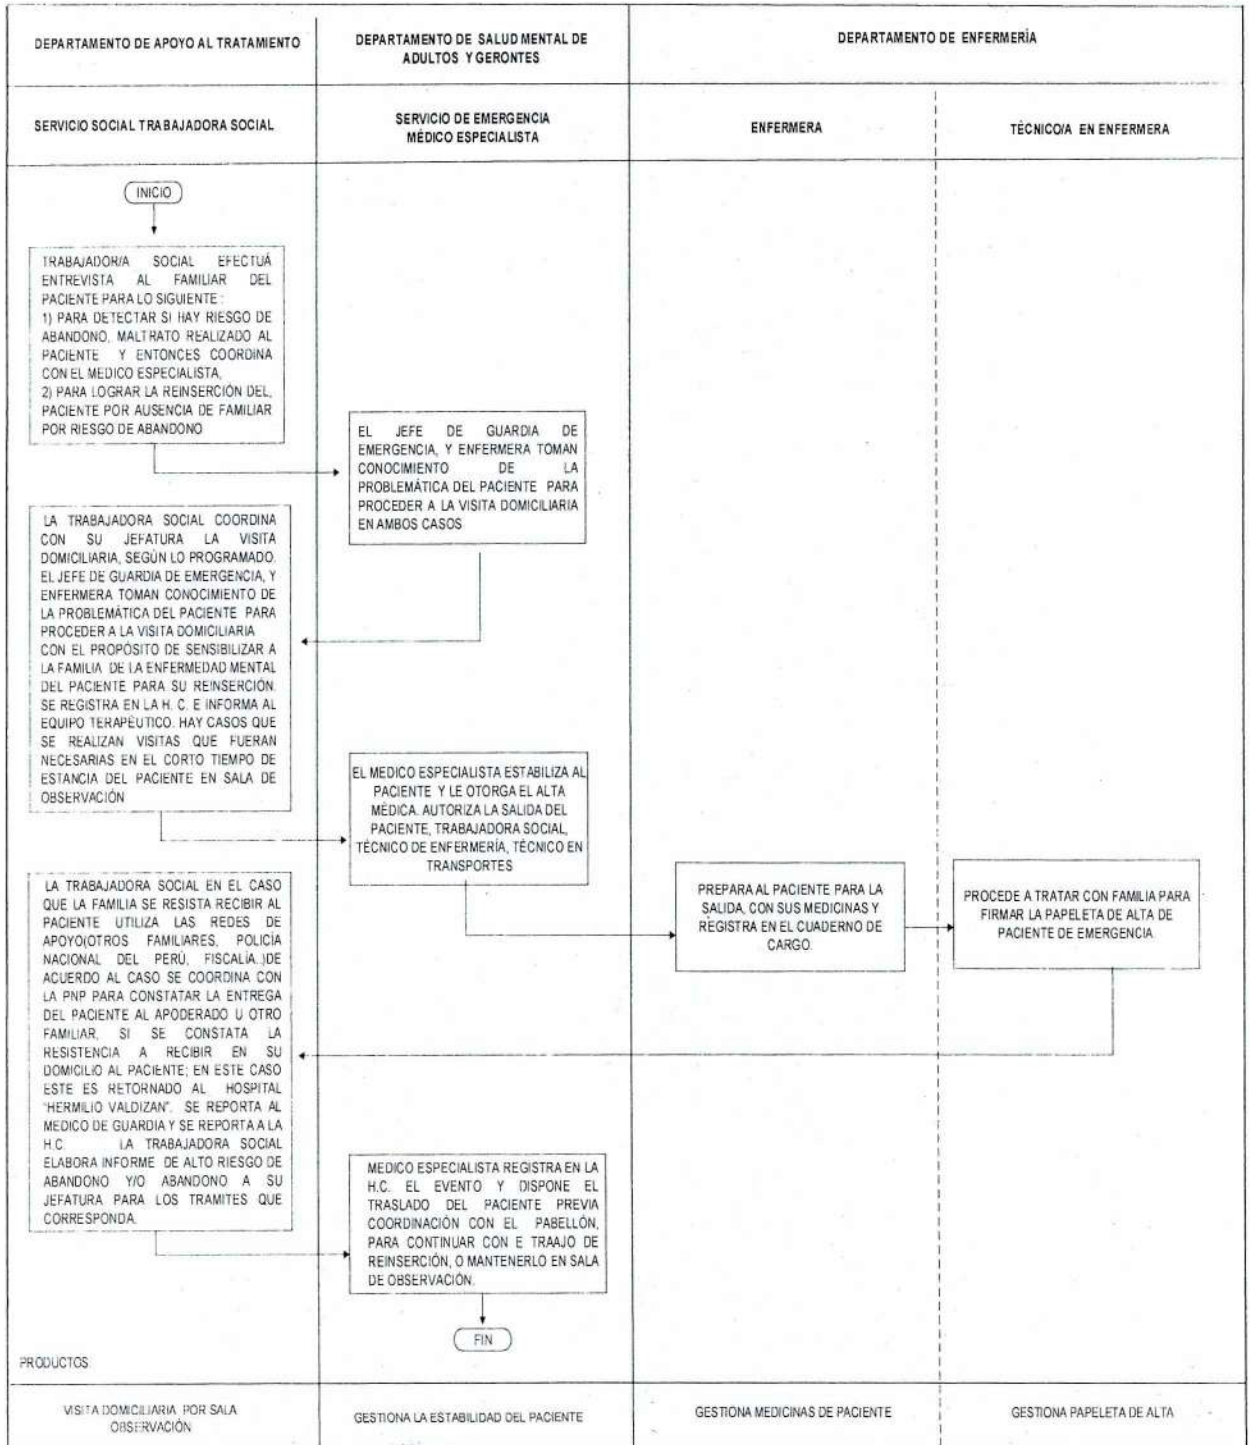 DEPARTAMENTO DE APOYO AL TRATAMIENTO
DEPARTAMENTO DE SALUD MENTAL DE
ADULTOS Y GERONTES
DEPARTAMENTO DE ENFERMERÍA
SERVICIO SOCIAL TRABAJADORA SOCIAL
SERVICIO DE EMERGENCIA
MÉDICO ESPECIALISTA
ENFERMERA
TÉCNICO/A EN ENFERMERA
INICIO
TRABAJADOR/A SOCIAL EFECTUÁ
ENTREVISTA AL FAMILIAR DEL
PACIENTE PARA LO SIGUIENTE :
1) PARA DETECTAR SI HAY RIESGO DE
ABANDONO, MALTRATO REALIZADO AL
PACIENTE Y ENTONCES COORDINA
CON EL MEDICO ESPECIALISTA,
2) PARA LOGRAR LA REINSERCIÓN DEL,
PACIENTE POR AUSENCIA DE FAMILIAR
POR RIESGO DE ABANDONO
EL JEFE DE GUARDIA DE
EMERGENCIA, Y ENFERMERA TOMAN
CONOCIMIENTO DE LA
PROBLEMÁTICA DEL PACIENTE PARA
PROCEDER A LA VISITA DOMICILIARIA
EN AMBOS CASOS
LA TRABAJADORA SOCIAL COORDINA
CON SU JEFATURA LA VISITA
DOMICILIARIA, SEGÚN LO PROGRAMADO.
EL JEFE DE GUARDIA DE EMERGENCIA, Y
ENFERMERA TOMAN CONOCIMIENTO DE
LA PROBLEMÁTICA DEL PACIENTE PARA
PROCEDER A LA VISITA DOMICILIARIA
CON EL PROPÓSITO DE SENSIBILIZAR A
LA FAMILIA DE LA ENFERMEDAD MENTAL
DEL PACIENTE PARA SU REINSERCIÓN.
SE REGISTRA EN LA H. C. E INFORMA AL
EQUIPO TERAPÉUTICO. HAY CASOS QUE
SE REALIZAN VISITAS QUE FUERAN
NECESARIAS EN EL CORTO TIEMPO DE
ESTANCIA DEL PACIENTE EN SALA DE
OBSERVACIÓN
EL MEDICO ESPECIALISTA ESTABILIZA AL
PACIENTE Y LE OTORGA EL ALTA
MÉDICA. AUTORIZA LA SALIDA DEL
PACIENTE, TRABAJADORA SOCIAL,
TÉCNICO DE ENFERMERÍA, TÉCNICO EN
TRANSPORTES
PREPARA AL PACIENTE PARA LA
SALIDA, CON SUS MEDICINAS Y
REGISTRA EN EL CUADERNO DE
CARGO.
PROCEDE A TRATAR CON FAMILIA PARA
FIRMAR LA PAPELETA DE ALTA DE
PACIENTE DE EMERGENCIA
LA TRABAJADORA SOCIAL EN EL CASO
QUE LA FAMILIA SE RESISTA RECIBIR AL
PACIENTE UTILIZA LAS REDES DE
APOYO(OTROS FAMILIARES, POLICÍA
NACIONAL DEL PERÚ, FISCALÍA..)DE
ACUERDO AL CASO SE COORDINA CON
LA PNP PARA CONSTATAR LA ENTREGA
DEL PACIENTE AL APODERADO U OTRO
FAMILIAR, SI SE CONSTATA LA
RESISTENCIA A RECIBIR EN SU
DOMICILIO AL PACIENTE; EN ESTE CASO
ESTE ES RETORNADO AL HOSPITAL
"HERMILIO VALDIZAN". SE REPORTA AL
MEDICO DE GUARDIA Y SE REPORTA A LA
H.C. LA TRABAJADORA SOCIAL
ELABORA INFORME DE ALTO RIESGO DE
ABANDONO Y/O ABANDONO A SU
JEFATURA PARA LOS TRAMITES QUE
CORRESPONDA.
MEDICO ESPECIALISTA REGISTRA EN LA
H.C. EL EVENTO Y DISPONE EL
TRASLADO DEL PACIENTE PREVIA
COORDINACIÓN CON EL PABELLÓN,
PARA CONTINUAR CON E TRAAJO DE
REINSERCIÓN, O MANTENERLO EN SALA
DE OBSERVACIÓN.
FIN
PRODUCTOS
VISITA DOMICILIARIA POR SALA
OBSERVACIÓN
GESTIONA LA ESTABILIDAD DEL PACIENTE
GESTIONA MEDICINAS DE PACIENTE
GESTIONA PAPELETA DE ALTA